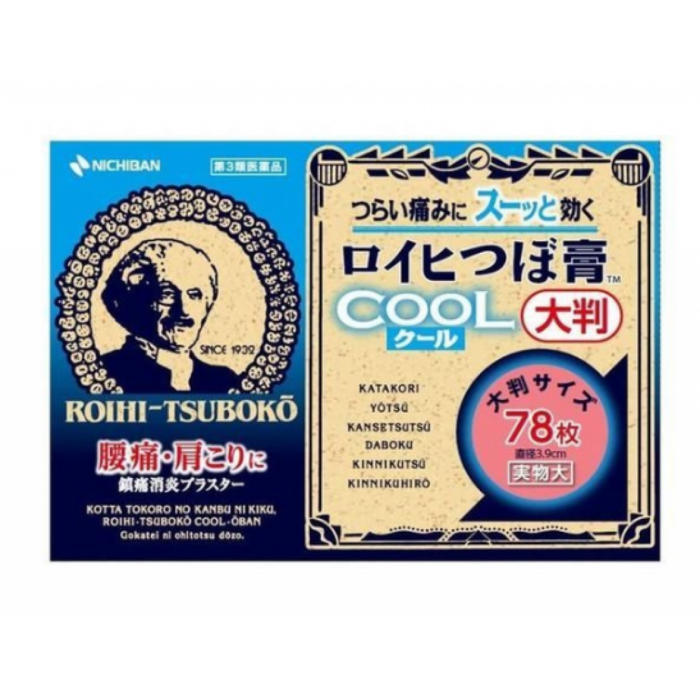 NICHIBAN
第3類医薬品
SINCE 1932
ROIHI-TSUBOKŌ
腰痛・肩こりに
鎮痛消炎プラスター
KOTTA TOKORO NO KANBU NI KIKU,
ROIHI-TSUBOKŌ COOL・ŌBAN
Gokatei ni ohitotsu dōzo.
つらい痛みに スーッと 効く
ロイヒつぼ膏™
COOL
クール
大判
KATAKORI
YŌTSŪ
KANSETSUTSŪ
DABOKU
KINNIKUTSŪ
KINNIKUHIRŌ
大判サイズ
78枚
直径3.9cm
実物大